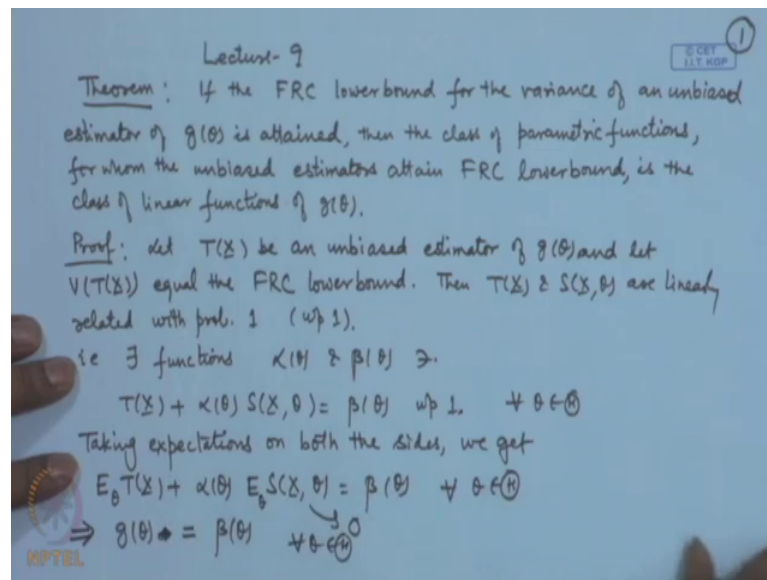 1
© CET
I.I.T. KGP
Lecture-9
Theorem: If the FRC lowerbound for the variance of an unbiased
estimator of g(θ) is attained, then the class of parametric functions,
for whom the unbiased estimators attain FRC lowerbound, is the
class of linear functions of g(θ).
Proof: Let T(X) be an unbiased estimator of g(θ) and let
V(T(X)) equal the FRC lowerbound. Then T(X) & S(X,θ) are linearly
related with prob. 1 (wp 1).
ie ∃ functions α(θ) & β(θ) ∋.
T(X) + α(θ) S(X, θ) = β(θ) wp 1. ∀ θ ∈ Θ
Taking expectations on both the sides, we get
E_θ T(X) + α(θ) E_θ S(X, θ) = β(θ) ∀ θ ∈ Θ
0
⇒ g(θ) = β(θ) ∀ θ ∈ Θ
NPTEL